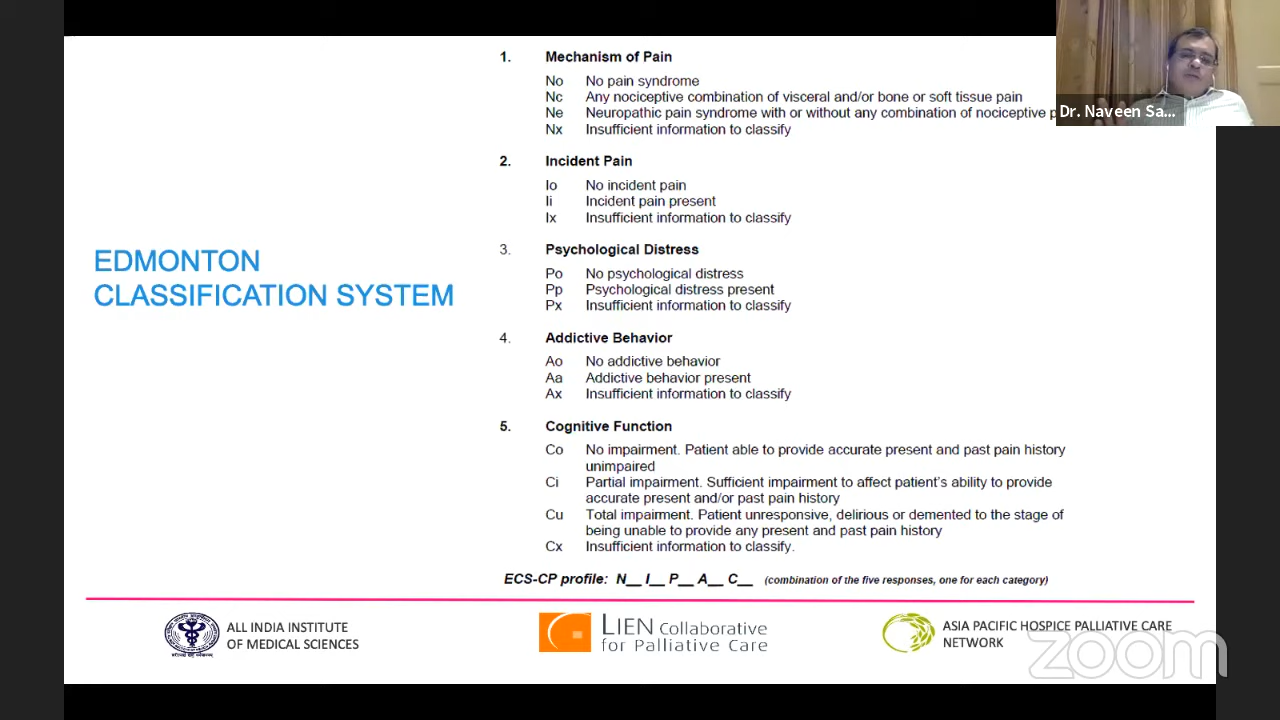 1. Mechanism of Pain
No No pain syndrome
Nc Any nociceptive combination of visceral and/or bone or soft tissue pain
Ne Neuropathic pain syndrome with or without any combination of nociceptive
Nx Insufficient information to classify
2. Incident Pain
Io No incident pain
Ii Incident pain present
Ix Insufficient information to classify
3. Psychological Distress
Po No psychological distress
Pp Psychological distress present
Px Insufficient information to classify
4. Addictive Behavior
Ao No addictive behavior
Aa Addictive behavior present
Ax Insufficient information to classify
5. Cognitive Function
Co No impairment. Patient able to provide accurate present and past pain history
unimpaired
Ci Partial impairment. Sufficient impairment to affect patient's ability to provide
accurate present and/or past pain history
Cu Total impairment. Patient unresponsive, delirious or demented to the stage of
being unable to provide any present and past pain history
Cx Insufficient information to classify.
ECS-CP profile: N__ I__ P__ A__ C__ (combination of the five responses, one for each category)
EDMONTON
CLASSIFICATION SYSTEM
Dr. Naveen Sa...
ALL INDIA INSTITUTE
OF MEDICAL SCIENCES
LIEN Collaborative
for Palliative Care
ASIA PACIFIC HOSPICE PALLIATIVE CARE
NETWORK
zoom